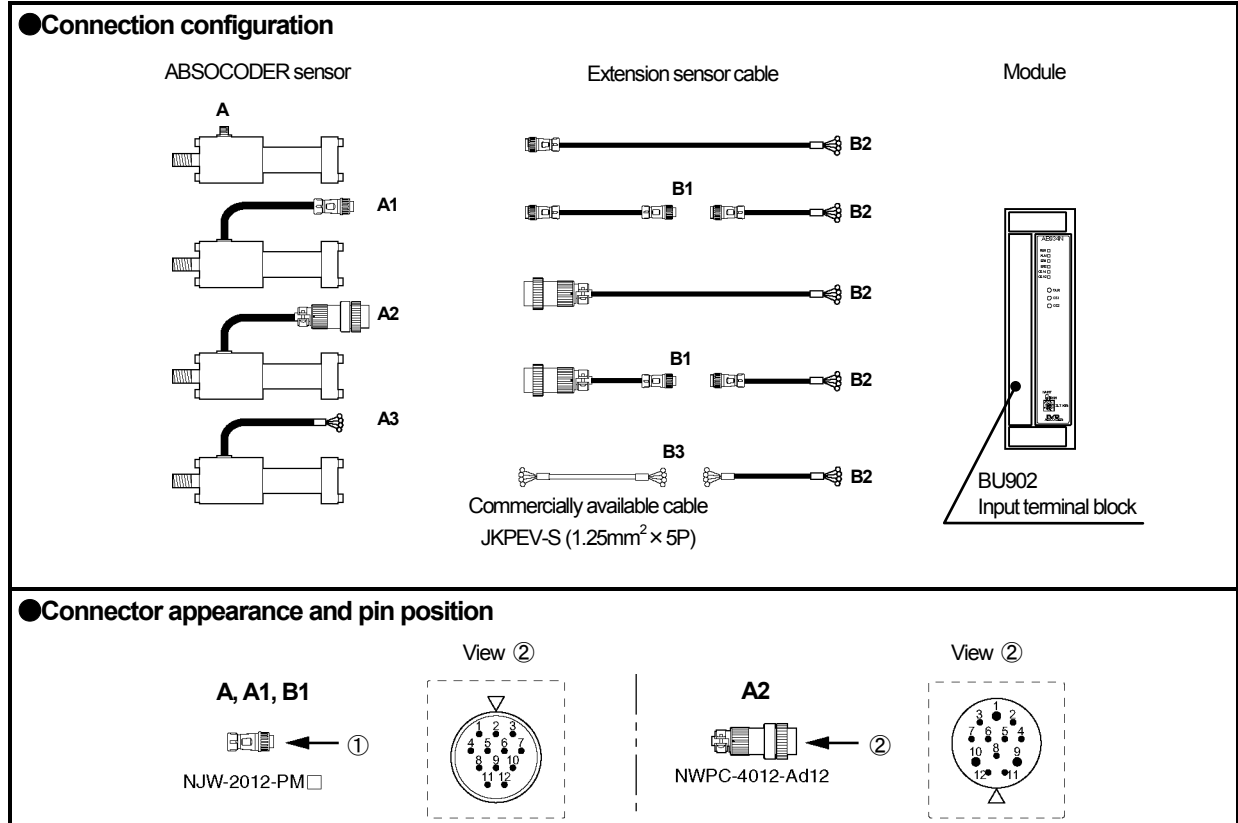 ●Connection configuration
ABSOCODER sensor
Extension sensor cable
Module
A
B2
A1
B1
B2
AB934N
A2
B2
B1
B2
A3
B3
B2
Commercially available cable
JKPEV-S (1.25mm² × 5P)
BU902
Input terminal block
●Connector appearance and pin position
View ②
View ②
A, A1, B1
A2
①
②
NJW-2012-PM□
NWPC-4012-Ad12
1 2 3
4 5 6 7
8 9 10
11 12
3 1 2
7 6 5 4
10 8 9
12 11